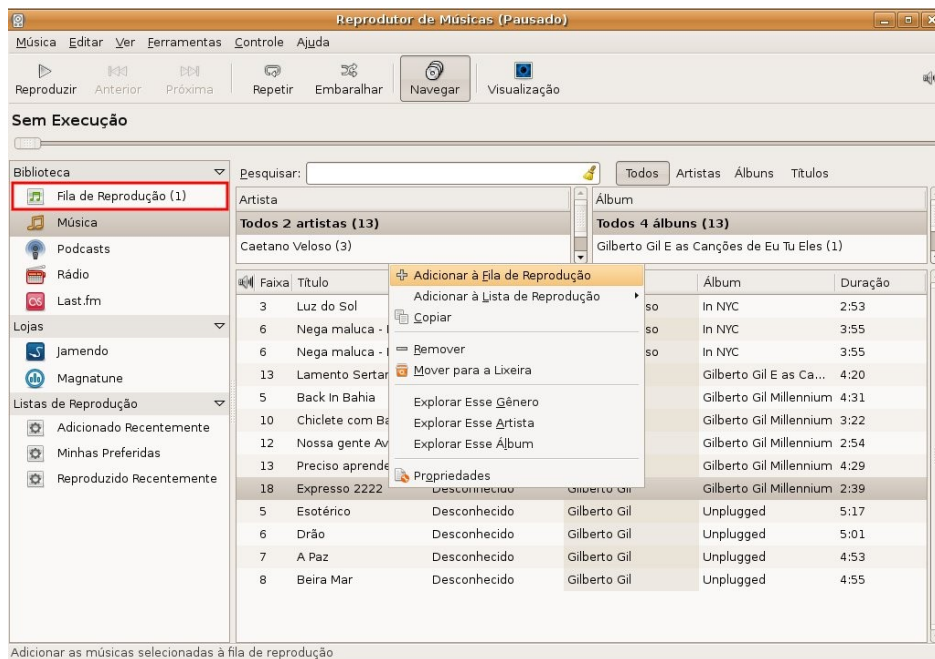 Reprodutor de Músicas (Pausado)
Música Editar Ver Ferramentas Controle Ajuda
Reproduzir Anterior Próxima Repetir Embaralhar Navegar Visualização
Sem Execução
Biblioteca
Fila de Reprodução (1)
Música
Podcasts
Rádio
Last.fm
Lojas
Jamendo
Magnatune
Listas de Reprodução
Adicionado Recentemente
Minhas Preferidas
Reproduzido Recentemente
Pesquisar: Todos Artistas Álbuns Títulos
Artista Álbum
Todos 2 artistas (13) Todos 4 álbuns (13)
Caetano Veloso (3) Gilberto Gil E as Canções de Eu Tu Eles (1)
Faixa Título Álbum Duração
3 Luz do Sol so In NYC 2:53
6 Nega maluca - so In NYC 3:55
6 Nega maluca - so In NYC 3:55
13 Lamento Sertar Gilberto Gil E as Ca... 4:20
5 Back In Bahia Gilberto Gil Millennium 4:31
10 Chiclete com Ba Gilberto Gil Millennium 3:22
12 Nossa gente Av Gilberto Gil Millennium 2:54
13 Preciso aprende Gilberto Gil Millennium 4:29
18 Expresso 2222 Desconhecido Gilberto Gil Gilberto Gil Millennium 2:39
5 Esotérico Desconhecido Gilberto Gil Unplugged 5:17
6 Drão Desconhecido Gilberto Gil Unplugged 5:01
7 A Paz Desconhecido Gilberto Gil Unplugged 4:53
8 Beira Mar Desconhecido Gilberto Gil Unplugged 4:55
Adicionar à Fila de Reprodução
Adicionar à Lista de Reprodução
Copiar
Remover
Mover para a Lixeira
Explorar Esse Gênero
Explorar Esse Artista
Explorar Esse Álbum
Propriedades
Adicionar as músicas selecionadas à fila de reprodução